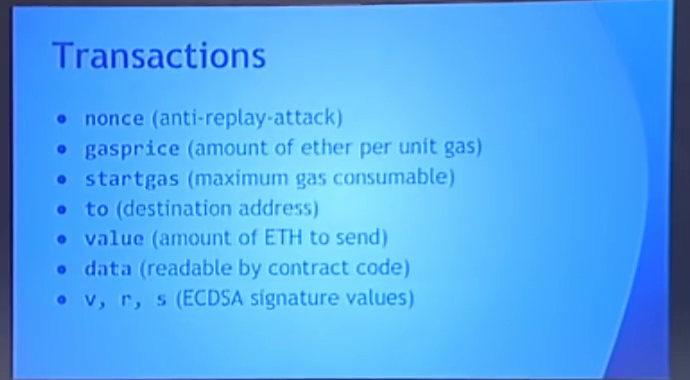 Transactions
• nonce (anti-replay-attack)
• gasprice (amount of ether per unit gas)
• startgas (maximum gas consumable)
• to (destination address)
• value (amount of ETH to send)
• data (readable by contract code)
• v, r, s (ECDSA signature values)